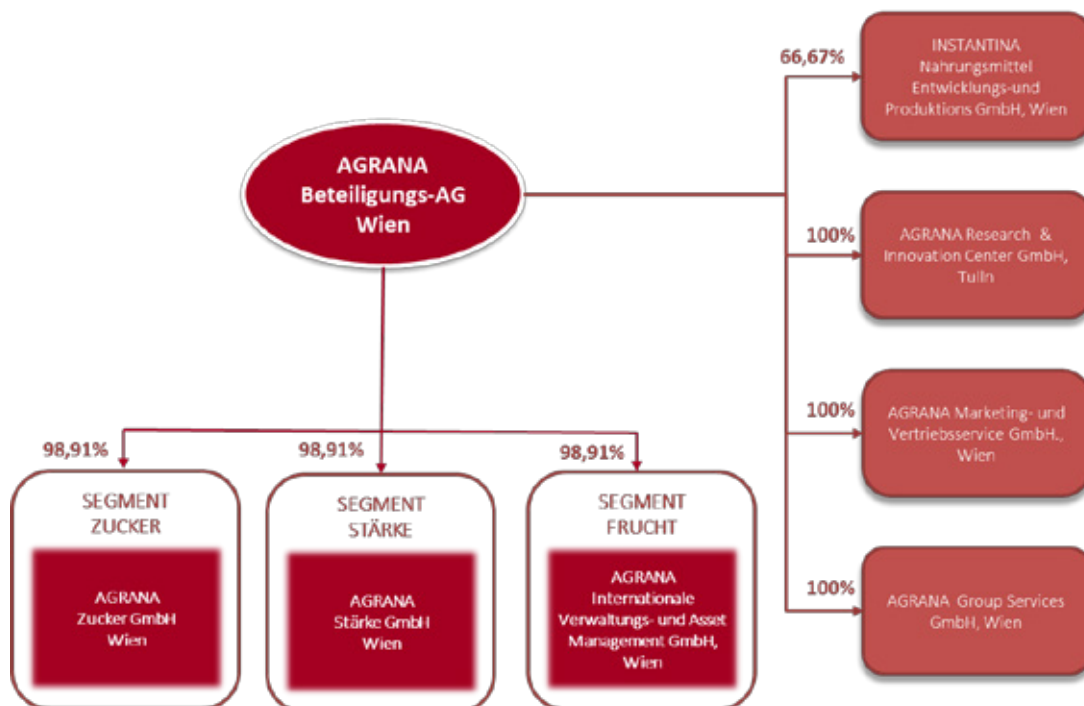 AGRANA
Beteiligungs-AG
Wien
66,67%
INSTANTINA
Nahrungsmittel
Entwicklungs-und
Produktions GmbH, Wien
100%
AGRANA Research &
Innovation Center GmbH,
Tulln
100%
AGRANA Marketing- und
Vertriebsservice GmbH.,
Wien
100%
AGRANA Group Services
GmbH, Wien
98,91%
SEGMENT
ZUCKER
AGRANA
Zucker GmbH
Wien
98,91%
SEGMENT
STÄRKE
AGRANA
Stärke GmbH
Wien
98,91%
SEGMENT
FRUCHT
AGRANA
Internationale
Verwaltungs- und Asset
Management GmbH,
Wien